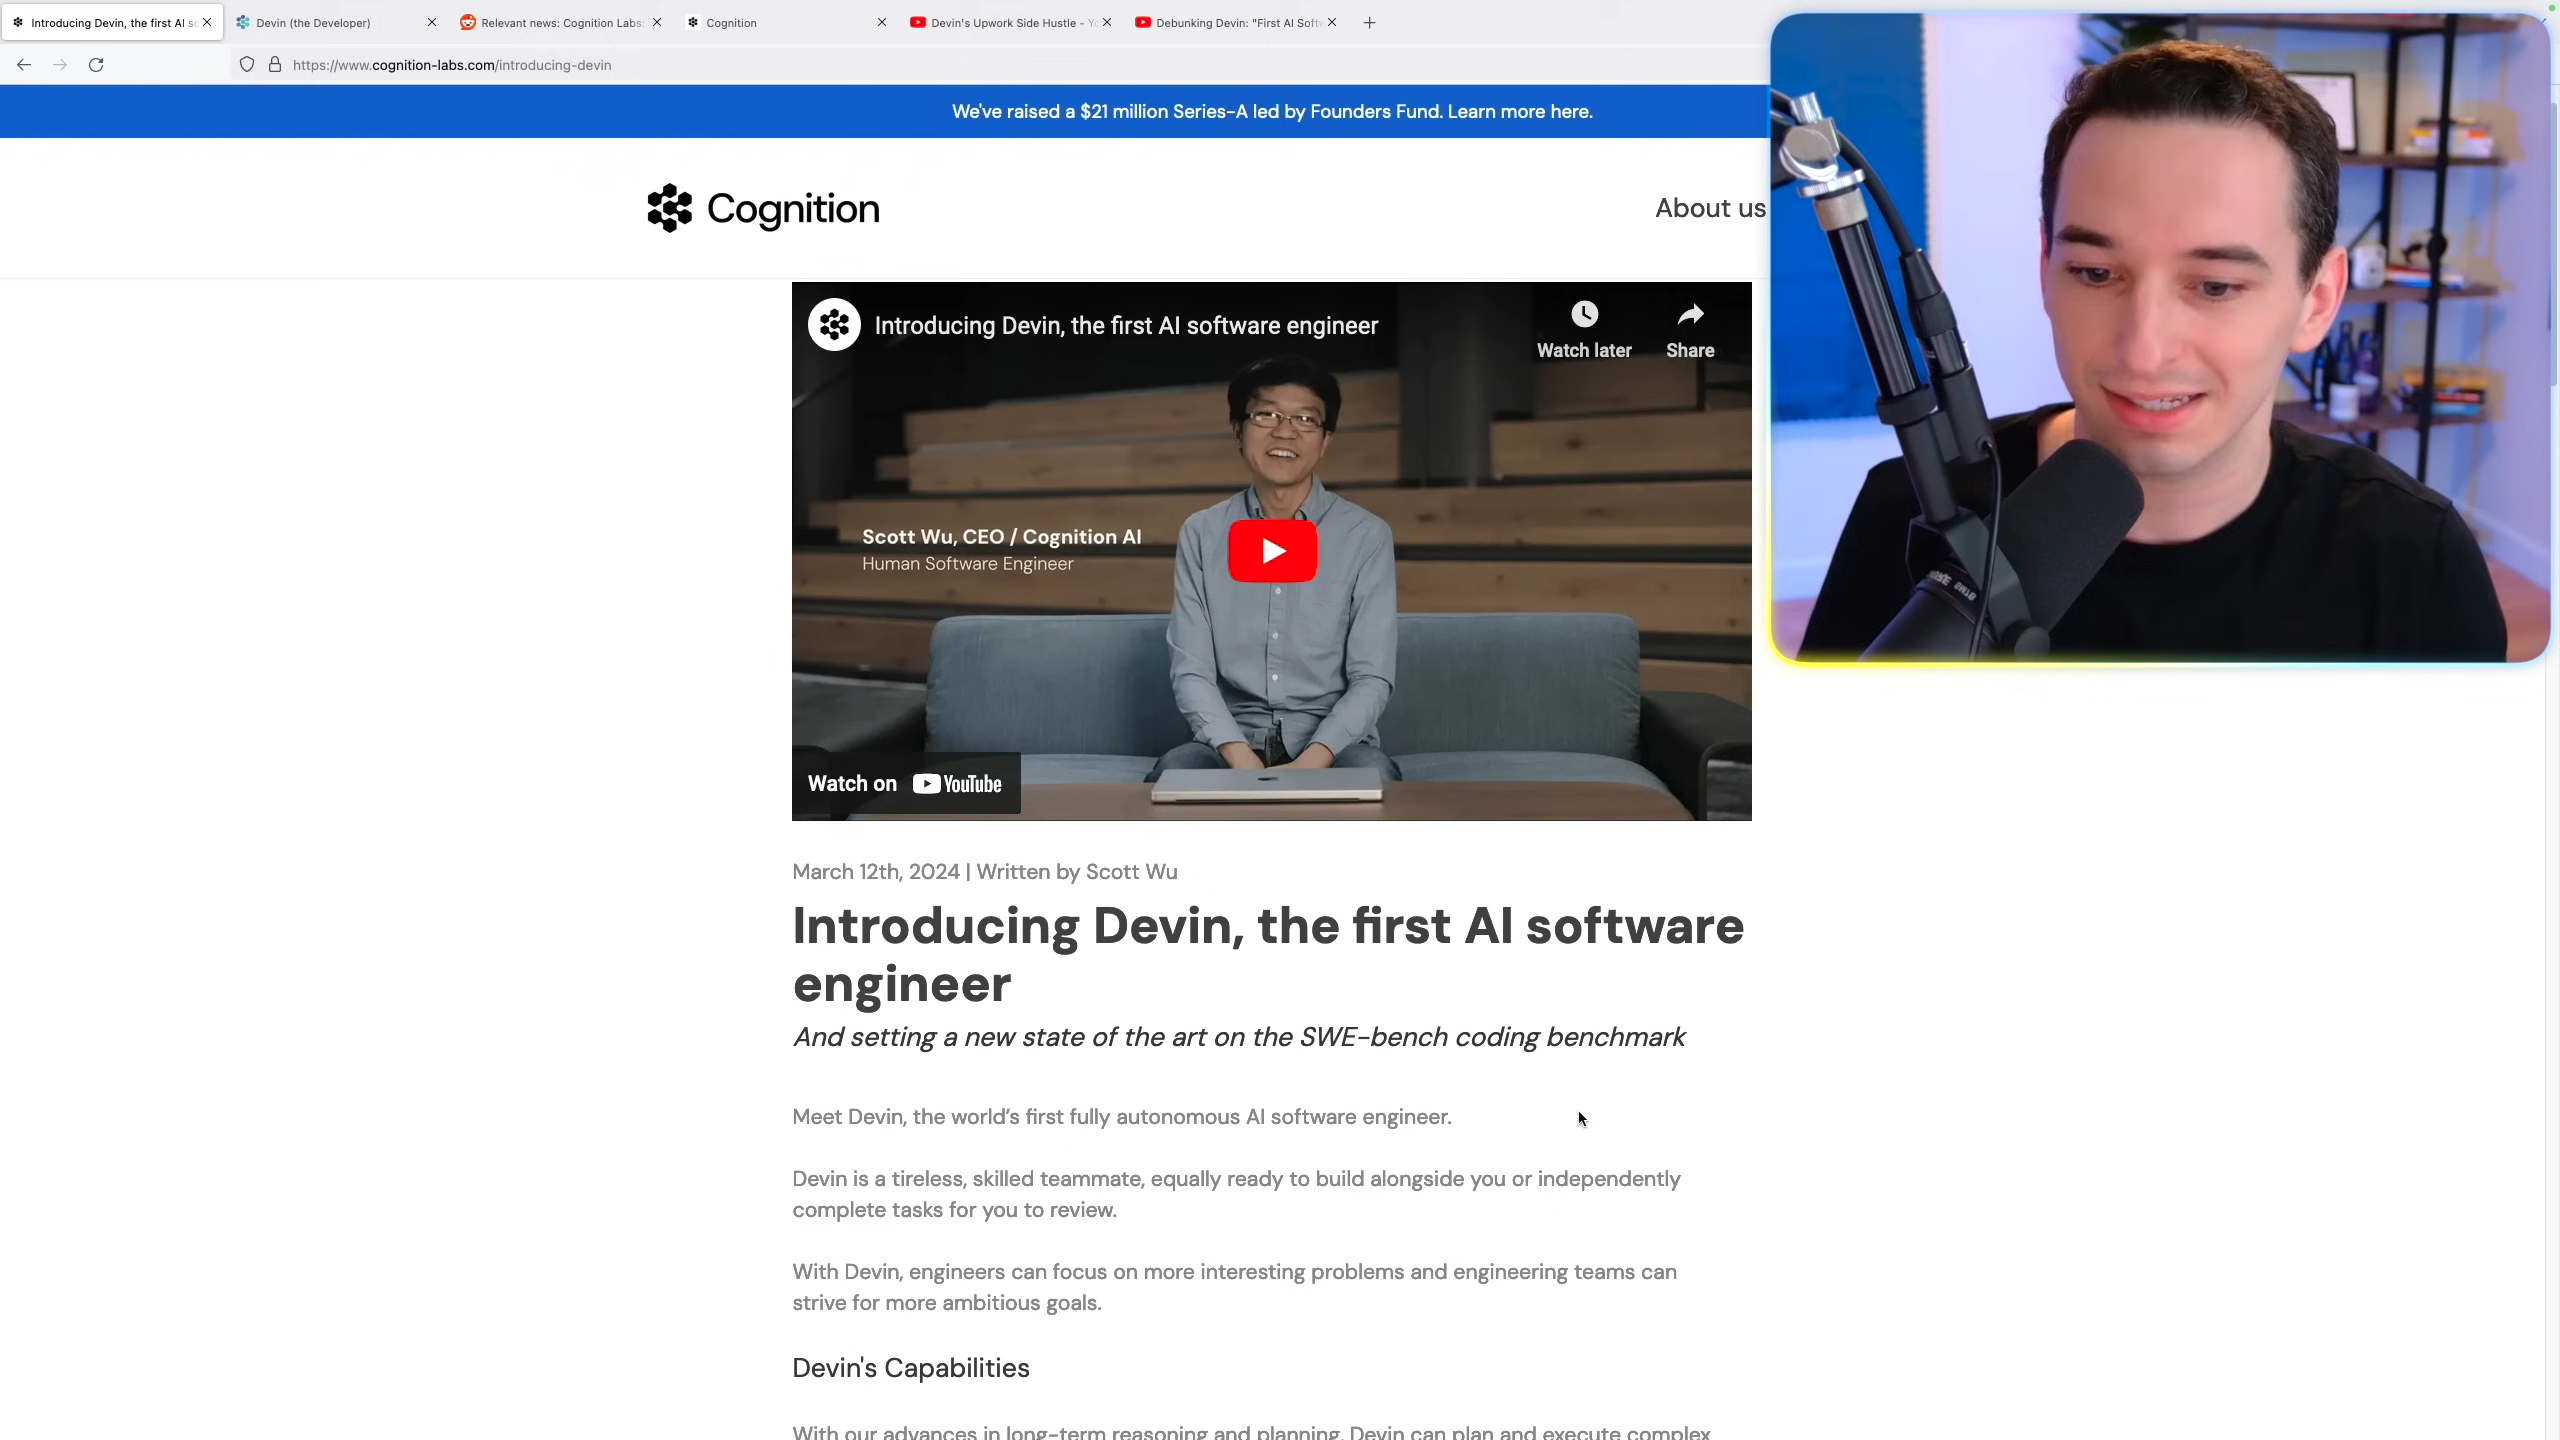 Introducing Devin, the first AI so
Devin (the Developer)
Relevant news: Cognition Labs:
Cognition
Devin's Upwork Side Hustle - Yo
Debunking Devin: "First AI Softw
https://www.cognition-labs.com/introducing-devin
We've raised a $21 million Series-A led by Founders Fund. Learn more here.
Cognition
About us
Introducing Devin, the first AI software engineer
Watch later
Share
Scott Wu, CEO / Cognition AI
Human Software Engineer
Watch on YouTube
March 12th, 2024 | Written by Scott Wu
Introducing Devin, the first AI software
engineer
And setting a new state of the art on the SWE-bench coding benchmark
Meet Devin, the world's first fully autonomous AI software engineer.
Devin is a tireless, skilled teammate, equally ready to build alongside you or independently
complete tasks for you to review.
With Devin, engineers can focus on more interesting problems and engineering teams can
strive for more ambitious goals.
Devin's Capabilities
With our advances in long-term reasoning and planning, Devin can plan and execute complex